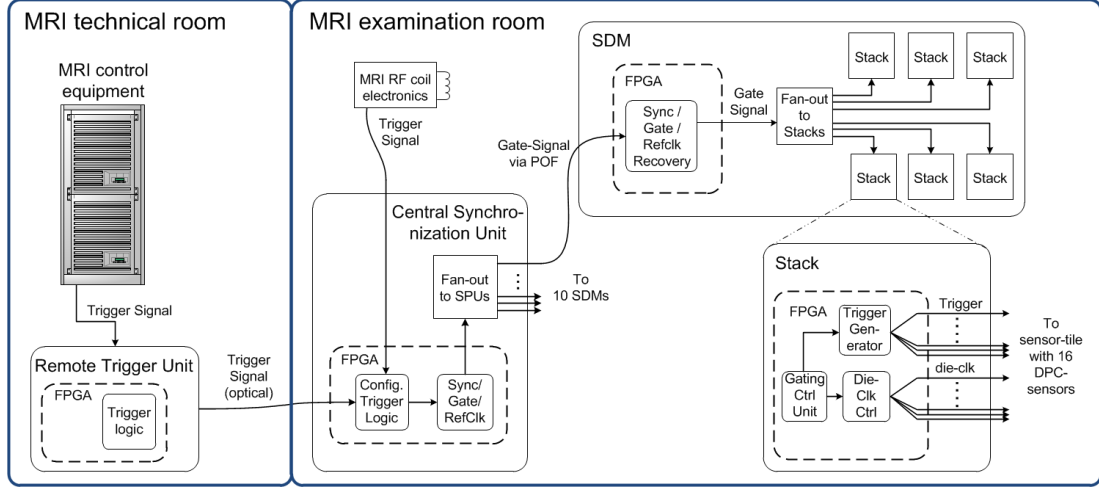 MRI technical room
MRI control
equipment
Trigger Signal
Remote Trigger Unit
FPGA
Trigger
logic
Trigger
Signal
(optical)
MRI examination room
MRI RF coil
electronics
Trigger
Signal
Central Synchro-
nization Unit
Fan-out
to SPUs
To
10 SDMs
FPGA
Config.
Trigger
Logic
Sync/
Gate/
RefClk
Gate-Signal
via POF
SDM
FPGA
Sync /
Gate /
Refclk
Recovery
Gate
Signal
Fan-out
to
Stacks
Stack
Stack
Stack
Stack
Stack
Stack
Stack
FPGA
Trigger
Gen-
erator
Gating
Ctrl
Unit
Die-
Clk
Ctrl
Trigger
die-clk
To
sensor-tile
with 16
DPC-
sensors